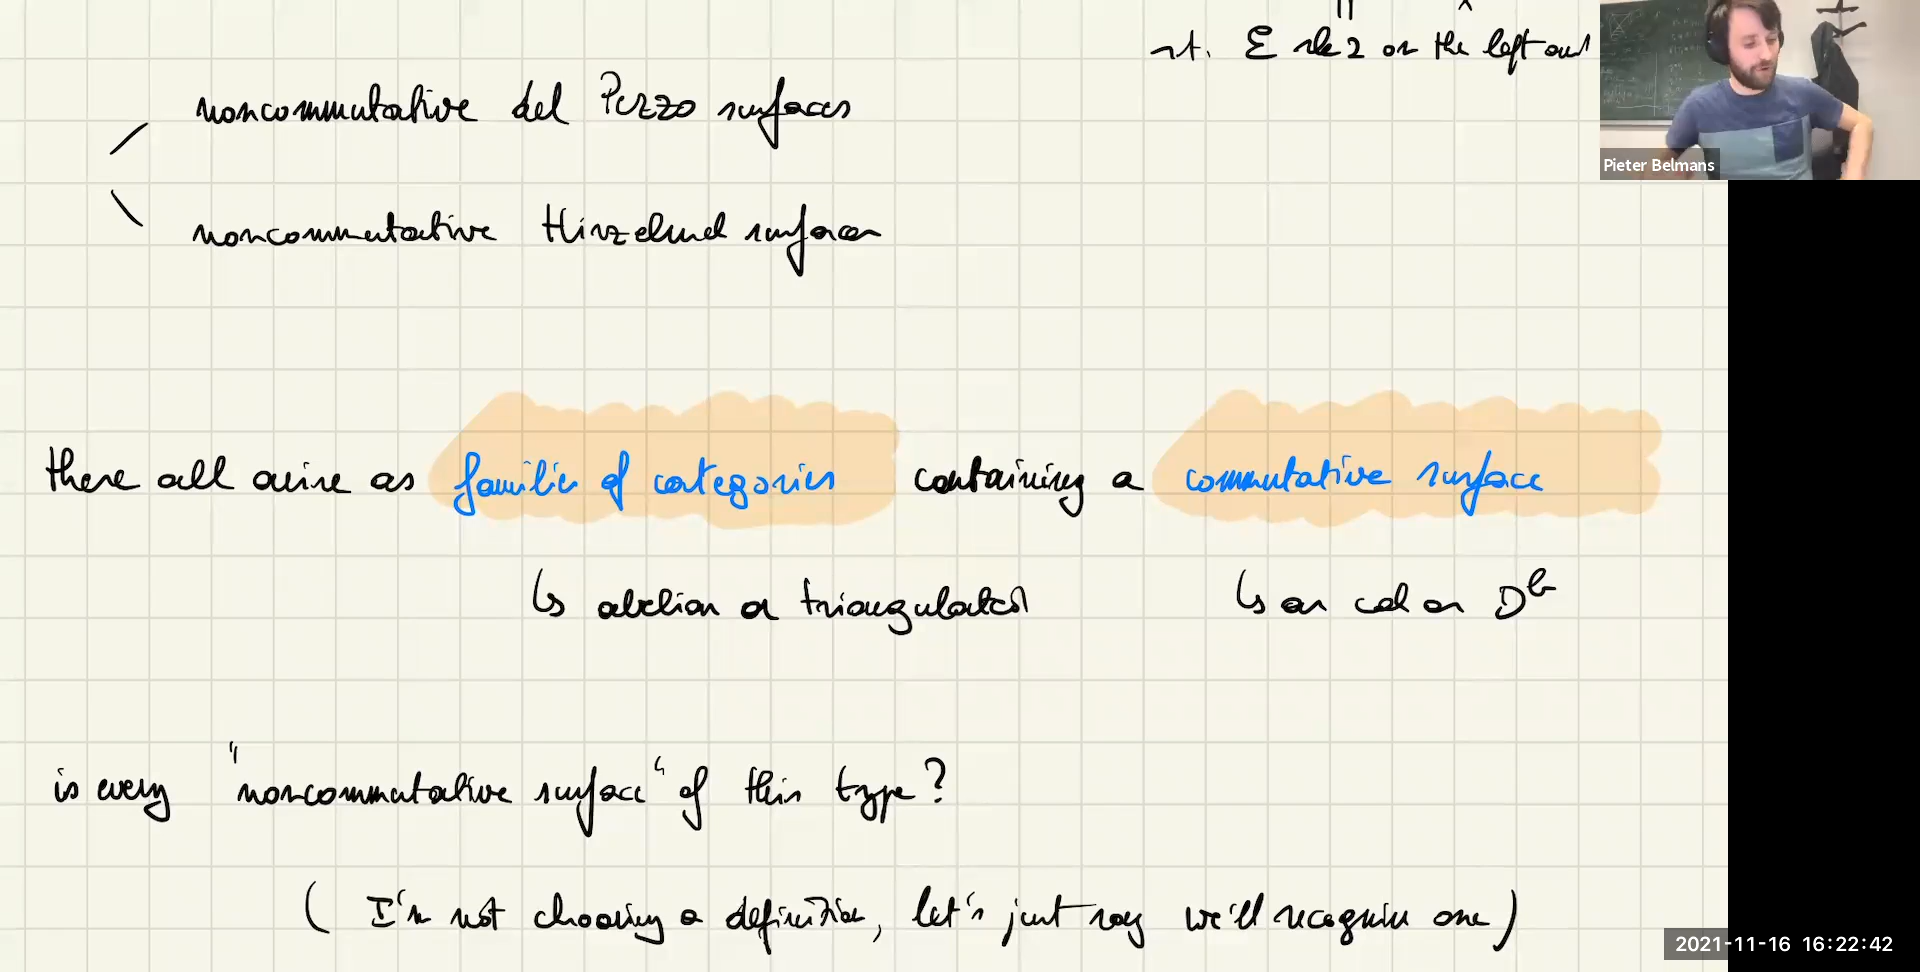 s.t. E rk 2 on the left and
noncommutative del Pezzo surfaces
Pieter Belmans
noncommutative Hirzebruch surfaces
these all arise as families of categories containing a commutative surface
↳ abelian or triangulated ↳ as coh or Dᵇ
is every "noncommutative surface" of this type?
( I'm not choosing a definition, let's just say we'll recognise one)
2021-11-16 16:22:42